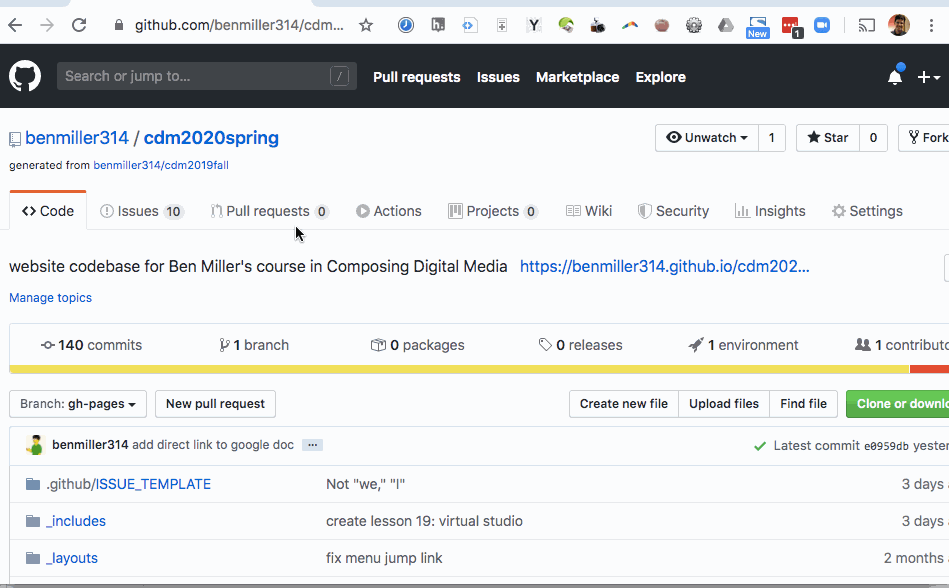 github.com/benmiller314/cdm...
New
1
Search or jump to... /
Pull requests Issues Marketplace Explore
benmiller314 / cdm2020spring
Unwatch 1 Star 0 Fork
generated from benmiller314/cdm2019fall
Code Issues 10 Pull requests 0 Actions Projects 0 Wiki Security Insights Settings
website codebase for Ben Miller's course in Composing Digital Media https://benmiller314.github.io/cdm202...
Manage topics
140 commits 1 branch 0 packages 0 releases 1 environment 1 contributo
Branch: gh-pages New pull request Create new file Upload files Find file Clone or downlo
benmiller314 add direct link to google doc ... Latest commit e0959db yester
.github/ISSUE_TEMPLATE Not "we," "I" 3 days
_includes create lesson 19: virtual studio 3 days
_layouts fix menu jump link 2 months